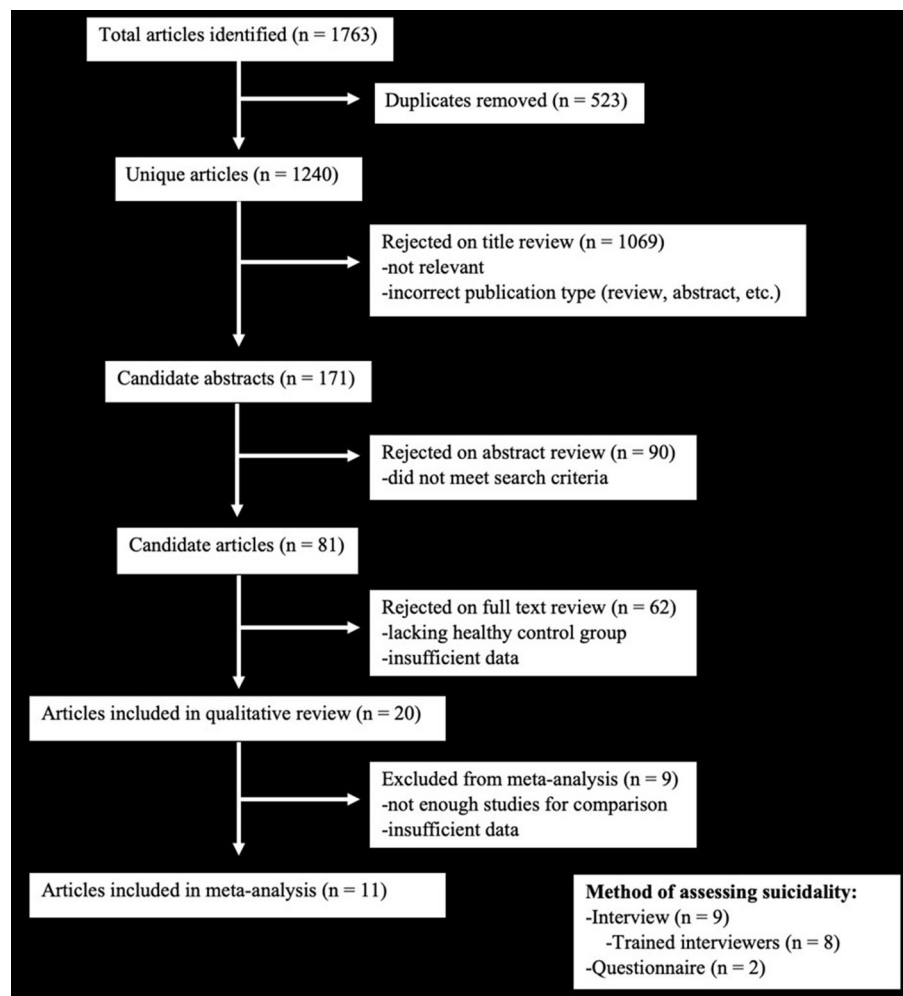 Total articles identified (n = 1763)
Duplicates removed (n = 523)
Unique articles (n = 1240)
Rejected on title review (n = 1069)
-not relevant
-incorrect publication type (review, abstract, etc.)
Candidate abstracts (n = 171)
Rejected on abstract review (n = 90)
-did not meet search criteria
Candidate articles (n = 81)
Rejected on full text review (n = 62)
-lacking healthy control group
-insufficient data
Articles included in qualitative review (n = 20)
Excluded from meta-analysis (n = 9)
-not enough studies for comparison
-insufficient data
Articles included in meta-analysis (n = 11)
Method of assessing suicidality:
-Interview (n = 9)
-Trained interviewers (n = 8)
-Questionnaire (n = 2)